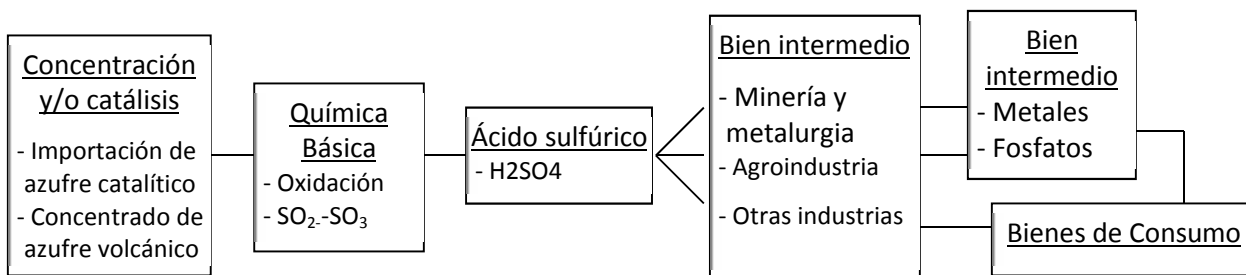 Concentración
y/o catálisis
- Importación de
azufre catalítico
- Concentrado de
azufre volcánico
Química
Básica
- Oxidación
- SO₂-SO₃
Ácido sulfúrico
- H2SO4
Bien intermedio
- Minería y
metalurgia
- Agroindustria
- Otras industrias
Bien
intermedio
- Metales
- Fosfatos
Bienes de Consumo